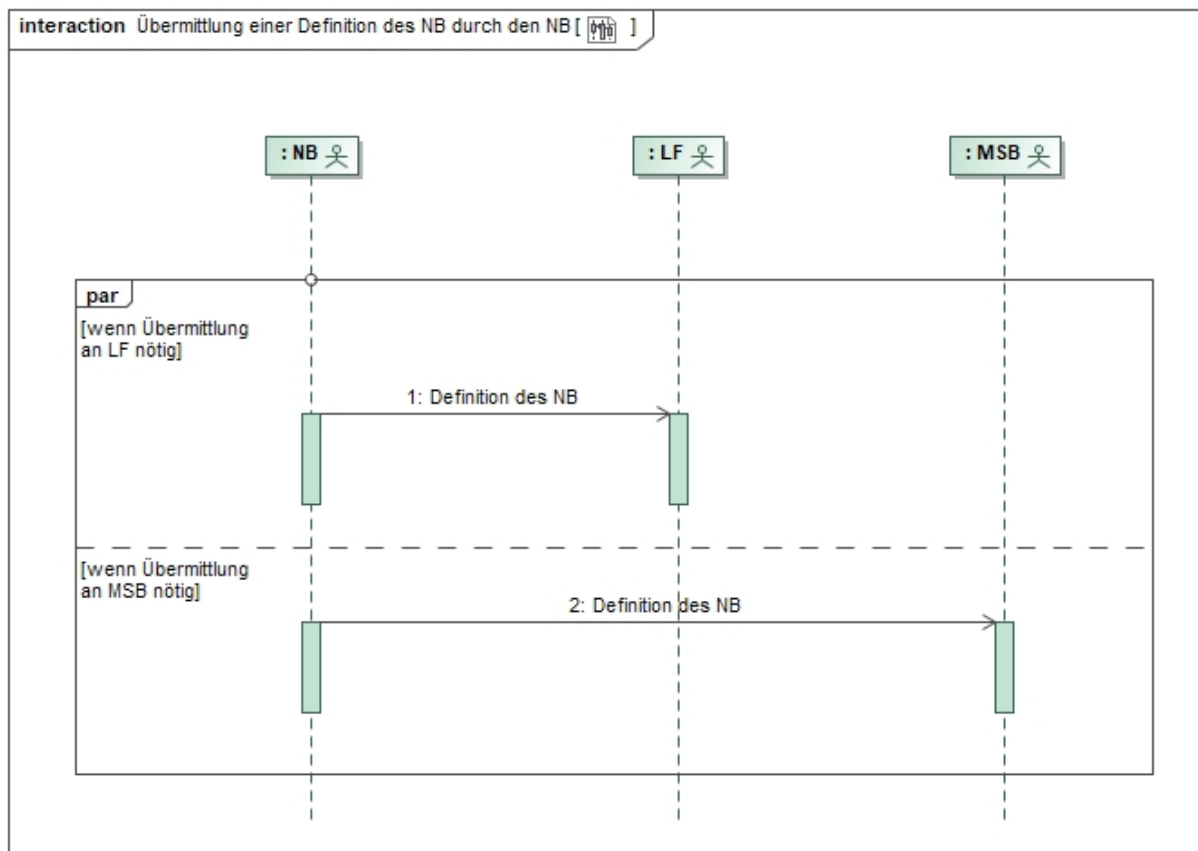 interaction Übermittlung einer Definition des NB durch den NB [ ]
: NB
: LF
: MSB
par
[wenn Übermittlung
an LF nötig]
1: Definition des NB
[wenn Übermittlung
an MSB nötig]
2: Definition des NB